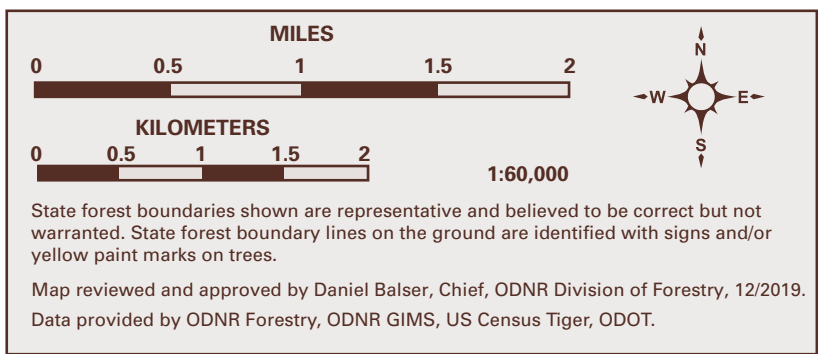 MILES
0 0.5 1 1.5 2
N
W E
S
KILOMETERS
0 0.5 1 1.5 2
1:60,000
State forest boundaries shown are representative and believed to be correct but not
warranted. State forest boundary lines on the ground are identified with signs and/or
yellow paint marks on trees.
Map reviewed and approved by Daniel Balser, Chief, ODNR Division of Forestry, 12/2019.
Data provided by ODNR Forestry, ODNR GIMS, US Census Tiger, ODOT.